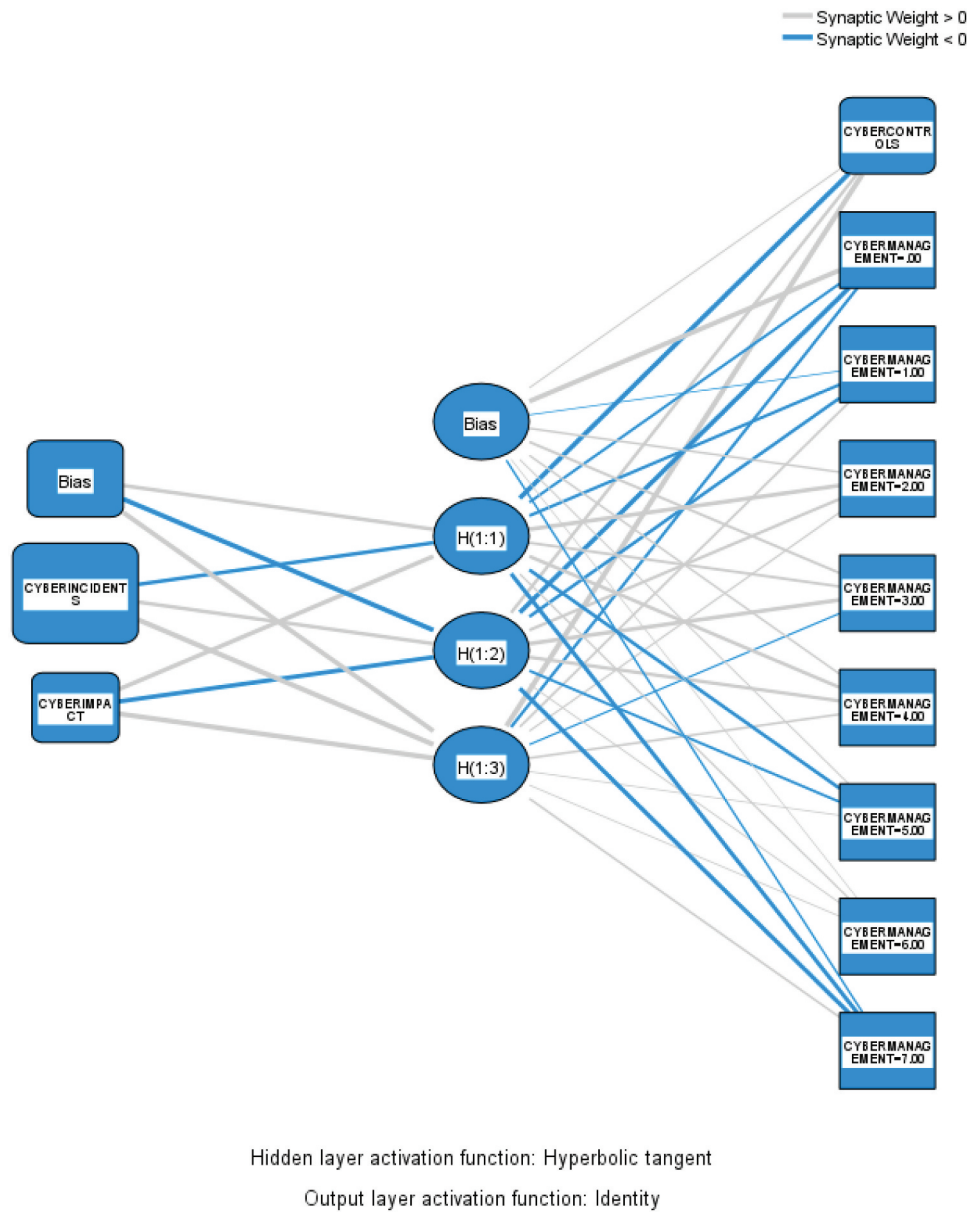 Synaptic Weight > 0
Synaptic Weight < 0
CYBERCONTR
OLS
CYBERMANAG
EMENT=.00
CYBERMANAG
EMENT=1.00
Bias
CYBERMANAG
EMENT=2.00
Bias
H(1:1)
CYBERINCIDENT
S
CYBERMANAG
EMENT=3.00
H(1:2)
CYBERIMPA
CT
CYBERMANAG
EMENT=4.00
H(1:3)
CYBERMANAG
EMENT=5.00
CYBERMANAG
EMENT=6.00
CYBERMANAG
EMENT=7.00
Hidden layer activation function: Hyperbolic tangent
Output layer activation function: Identity